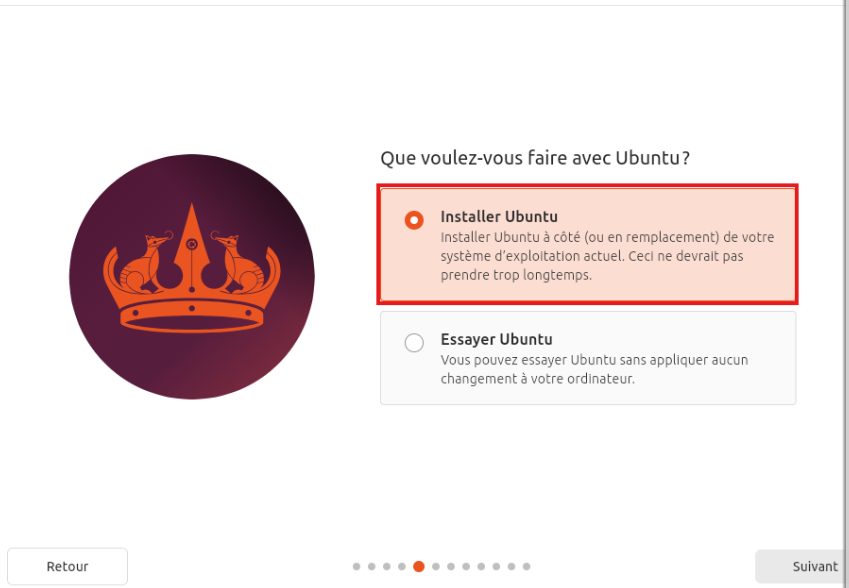 Que voulez-vous faire avec Ubuntu?
Installer Ubuntu
Installer Ubuntu à côté (ou en remplacement) de votre
système d’exploitation actuel. Ceci ne devrait pas
prendre trop longtemps.
Essayer Ubuntu
Vous pouvez essayer Ubuntu sans appliquer aucun
changement à votre ordinateur.
Retour
Suivant